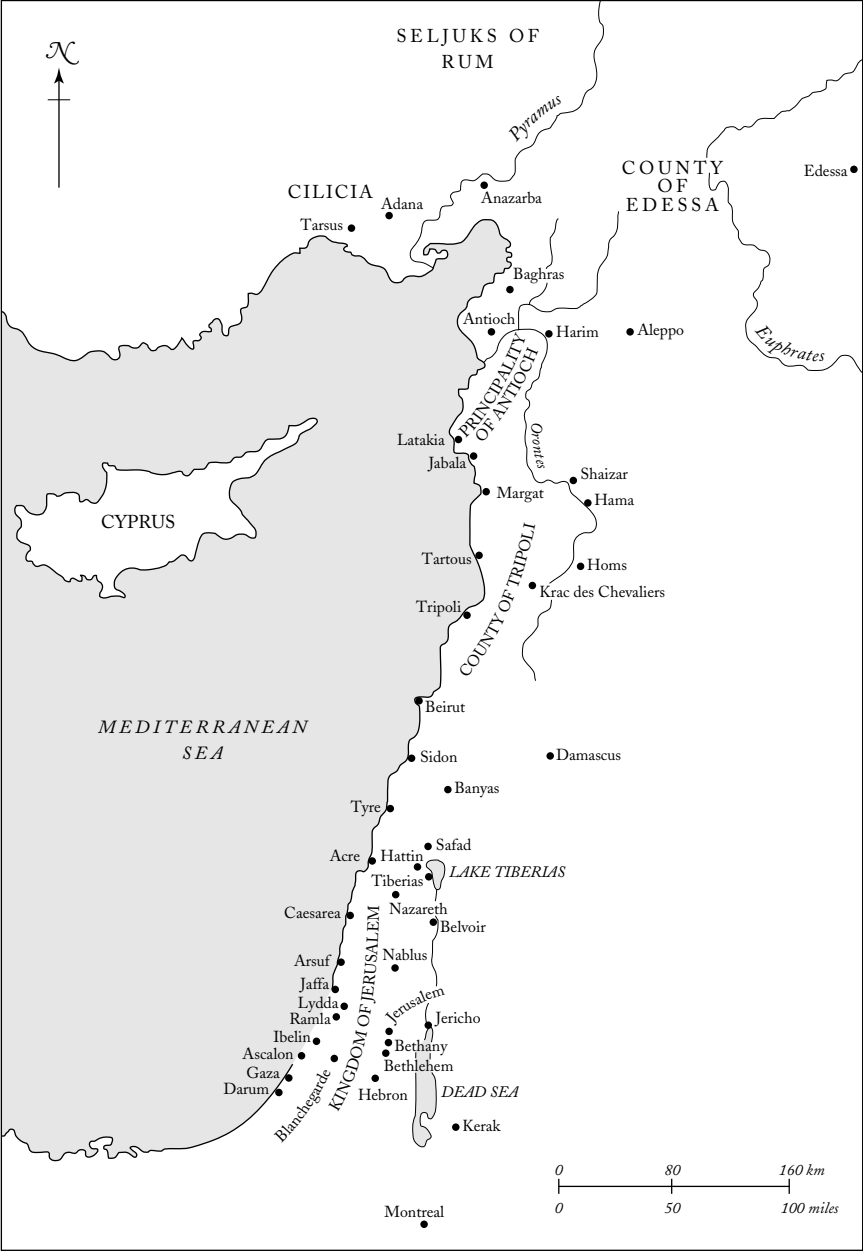 SELJUKS OF
RUM
N
Pyramus
COUNTY
OF
EDESSA
Edessa
CILICIA
Adana
Anazarba
Tarsus
Baghras
Antioch
Harim
Aleppo
Euphrates
PRINCIPALITY
OF ANTIOCH
Orontes
Latakia
Jabala
Shaizar
Margat
Hama
CYPRUS
COUNTY OF TRIPOLI
Tartous
Homs
Krac des Chevaliers
Tripoli
Beirut
MEDITERRANEAN
SEA
Sidon
Damascus
Banyas
Tyre
Safad
Acre
Hattin
LAKE TIBERIAS
Tiberias
Nazareth
Caesarea
Belvoir
KINGDOM OF JERUSALEM
Nablus
Arsuf
Jaffa
Lydda
Ramla
Jerusalem
Jericho
Ibelin
Bethany
Ascalon
Bethlehem
Gaza
Darum
Blanchegarde
Hebron
DEAD SEA
Kerak
0 80 160 km
0 50 100 miles
Montreal